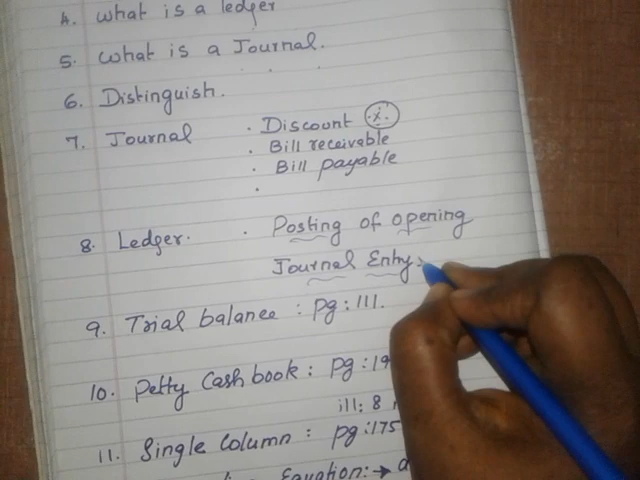 4. What is a ledger
5. What is a Journal.
6. Distinguish.
7. Journal . Discount (.x.)
. Bill receivable
. Bill payable
.
8. Ledger. . Posting of opening
Journal Entry:
9. Trial balance : pg : 111.
10. Petty Cash book : pg : 19
ill: 8
11. Single Column : pg : 175
Equation: →